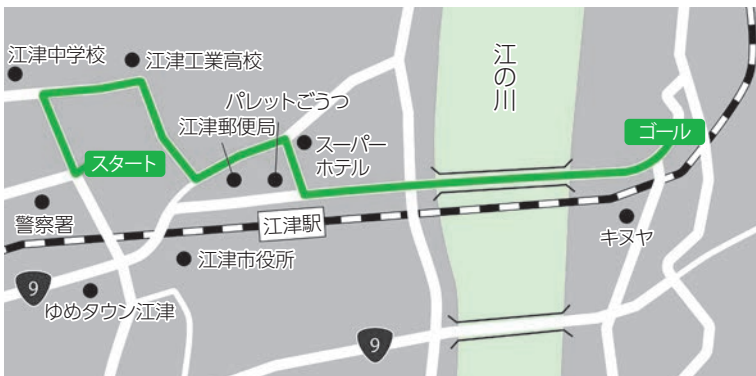 江津中学校
江津工業高校
パレットごうつ
江津郵便局
スーパー
ホテル
江の川
ゴール
スタート
警察署
江津駅
キヌヤ
江津市役所
9
ゆめタウン江津
9